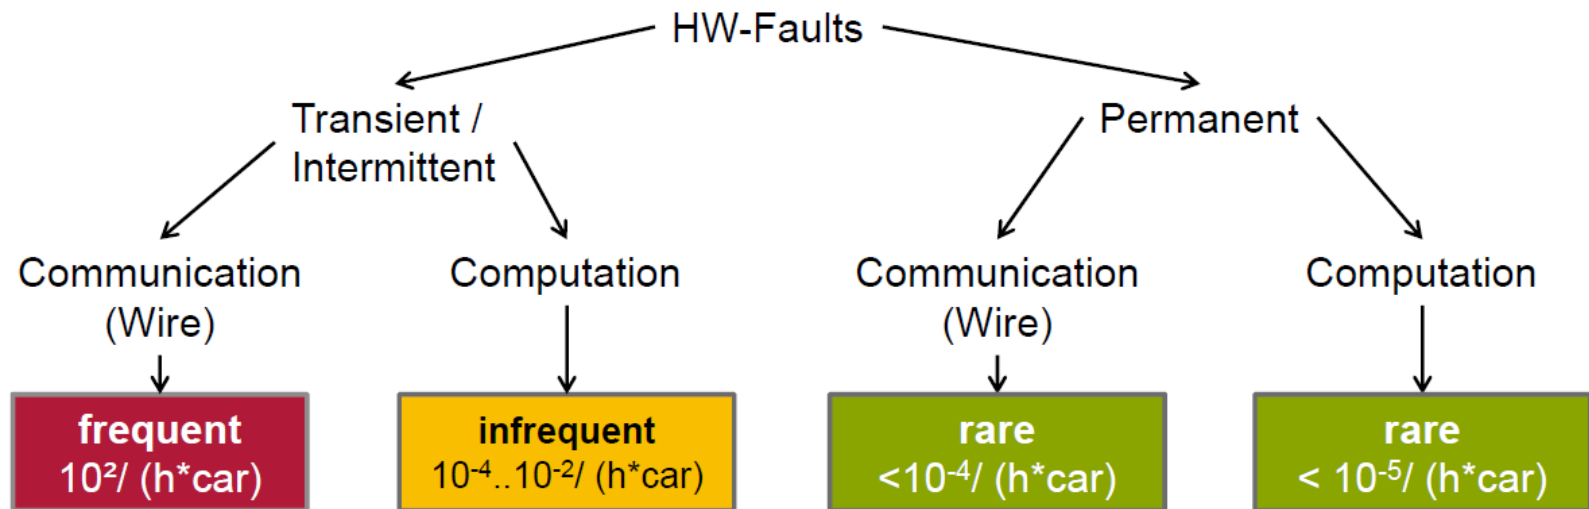 HW-Faults
Transient /
Intermittent
Permanent
Communication
(Wire)
Computation
Communication
(Wire)
Computation
frequent
10²/ (h*car)
infrequent
10⁻⁴..10⁻²/ (h*car)
rare
<10⁻⁴/ (h*car)
rare
< 10⁻⁵/ (h*car)